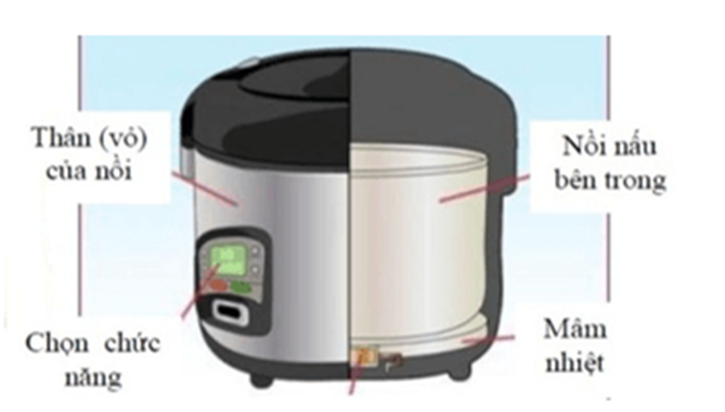 Thân (vỏ)
của nồi
Nồi nấu
bên trong
Chọn chức
năng
Mâm
nhiệt